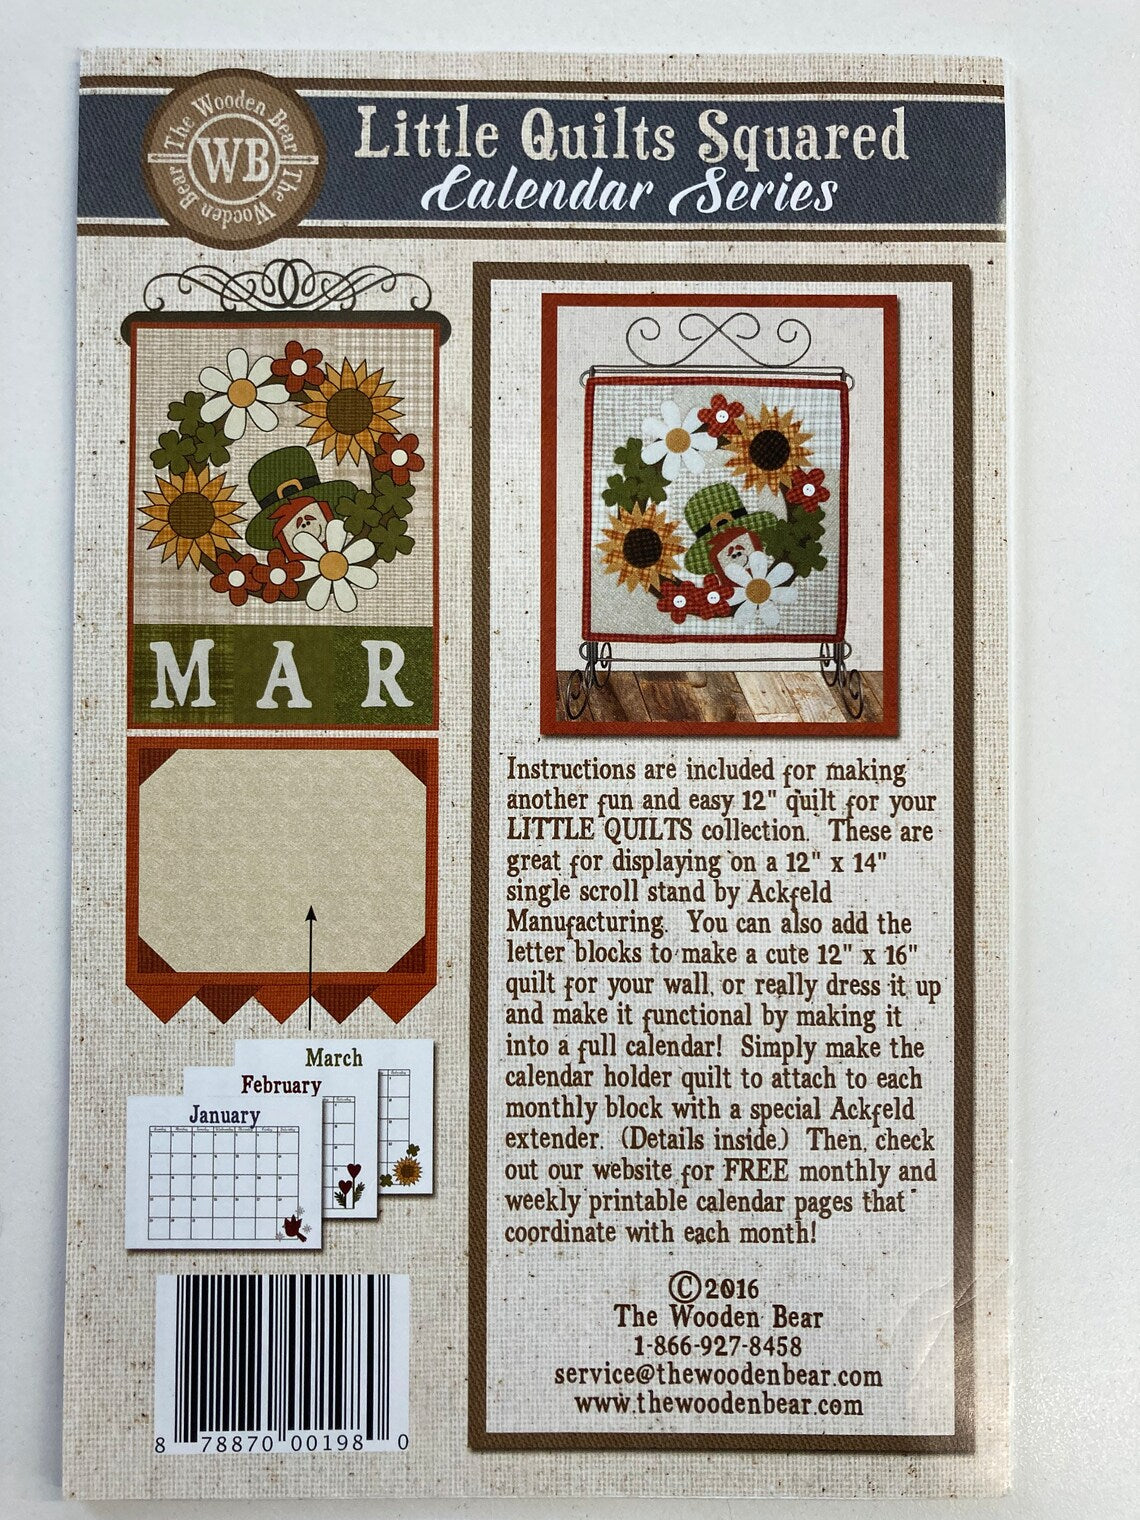 The Wooden Bear
WB
The Wooden Bear
Little Quilts Squared
Calendar Series
MAR
March
February
January
8 78870 00198 0
Instructions are included for making
another fun and easy 12" quilt for your
LITTLE QUILTS collection. These are
great for displaying on a 12" x 14"
single scroll stand by Ackfeld
Manufacturing. You can also add the
letter blocks to make a cute 12" x 16"
quilt for your wall, or really dress it up
and make it functional by making it
into a full calendar! Simply make the
calendar holder quilt to attach to each
monthly block with a special Ackfeld
extender. (Details inside.) Then, check
out our website for FREE monthly and
weekly printable calendar pages that
coordinate with each month!
©2016
The Wooden Bear
1-866-927-8458
service@thewoodenbear.com
www.thewoodenbear.com